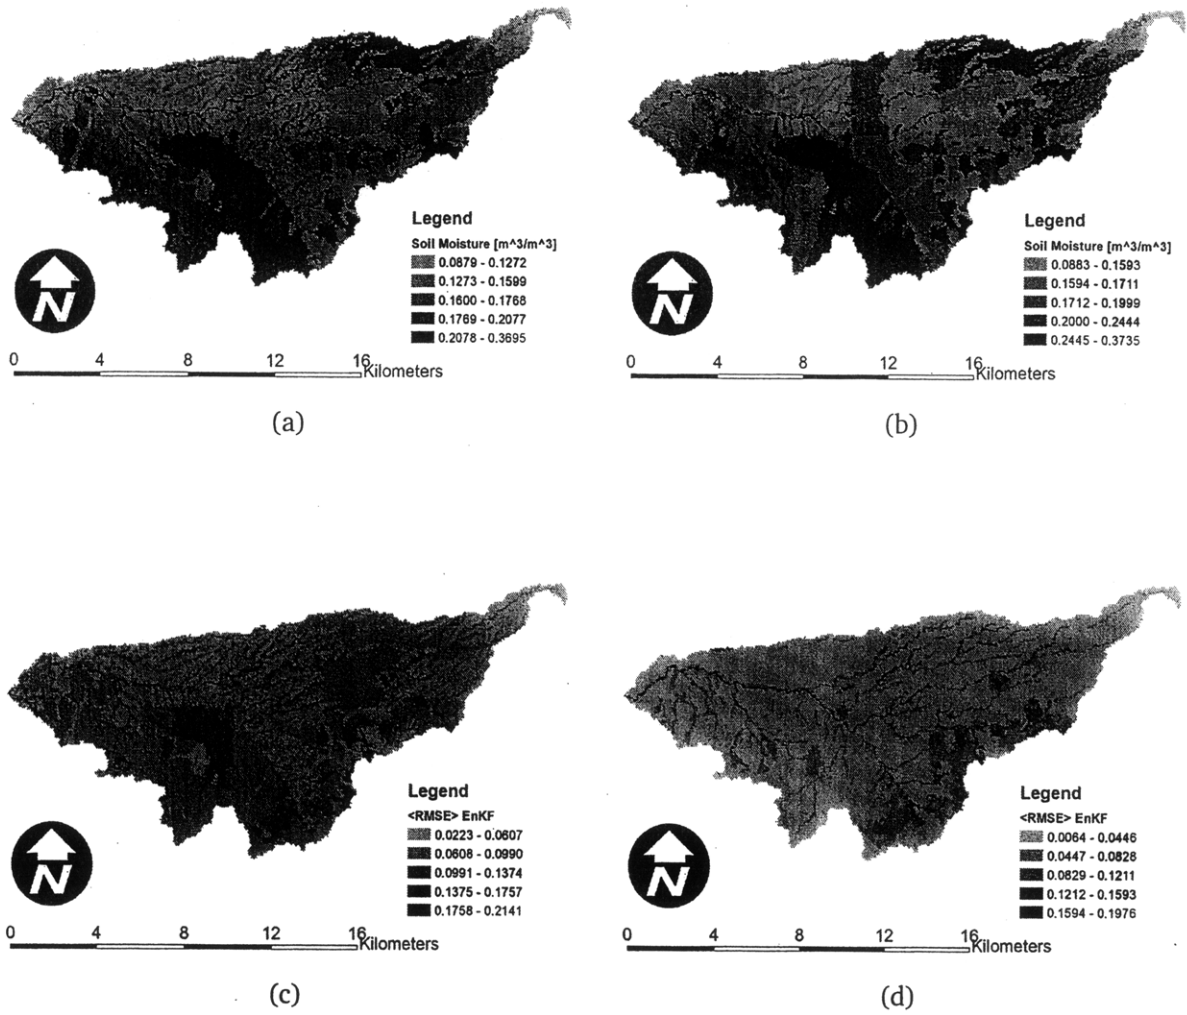 Legend
Soil Moisture [m^3/m^3]
0.0879 - 0.1272
0.1273 - 0.1599
0.1600 - 0.1768
0.1769 - 0.2077
0.2078 - 0.3695
N
0 4 8 12 16
Kilometers
(a)
Legend
Soil Moisture [m^3/m^3]
0.0883 - 0.1593
0.1594 - 0.1711
0.1712 - 0.1999
0.2000 - 0.2444
0.2445 - 0.3735
N
0 4 8 12 16
Kilometers
(b)
Legend
<RMSE> EnKF
0.0223 - 0.0607
0.0608 - 0.0990
0.0991 - 0.1374
0.1375 - 0.1757
0.1758 - 0.2141
N
0 4 8 12 16
Kilometers
(c)
Legend
<RMSE> EnKF
0.0064 - 0.0446
0.0447 - 0.0828
0.0829 - 0.1211
0.1212 - 0.1593
0.1594 - 0.1976
N
0 4 8 12 16
Kilometers
(d)